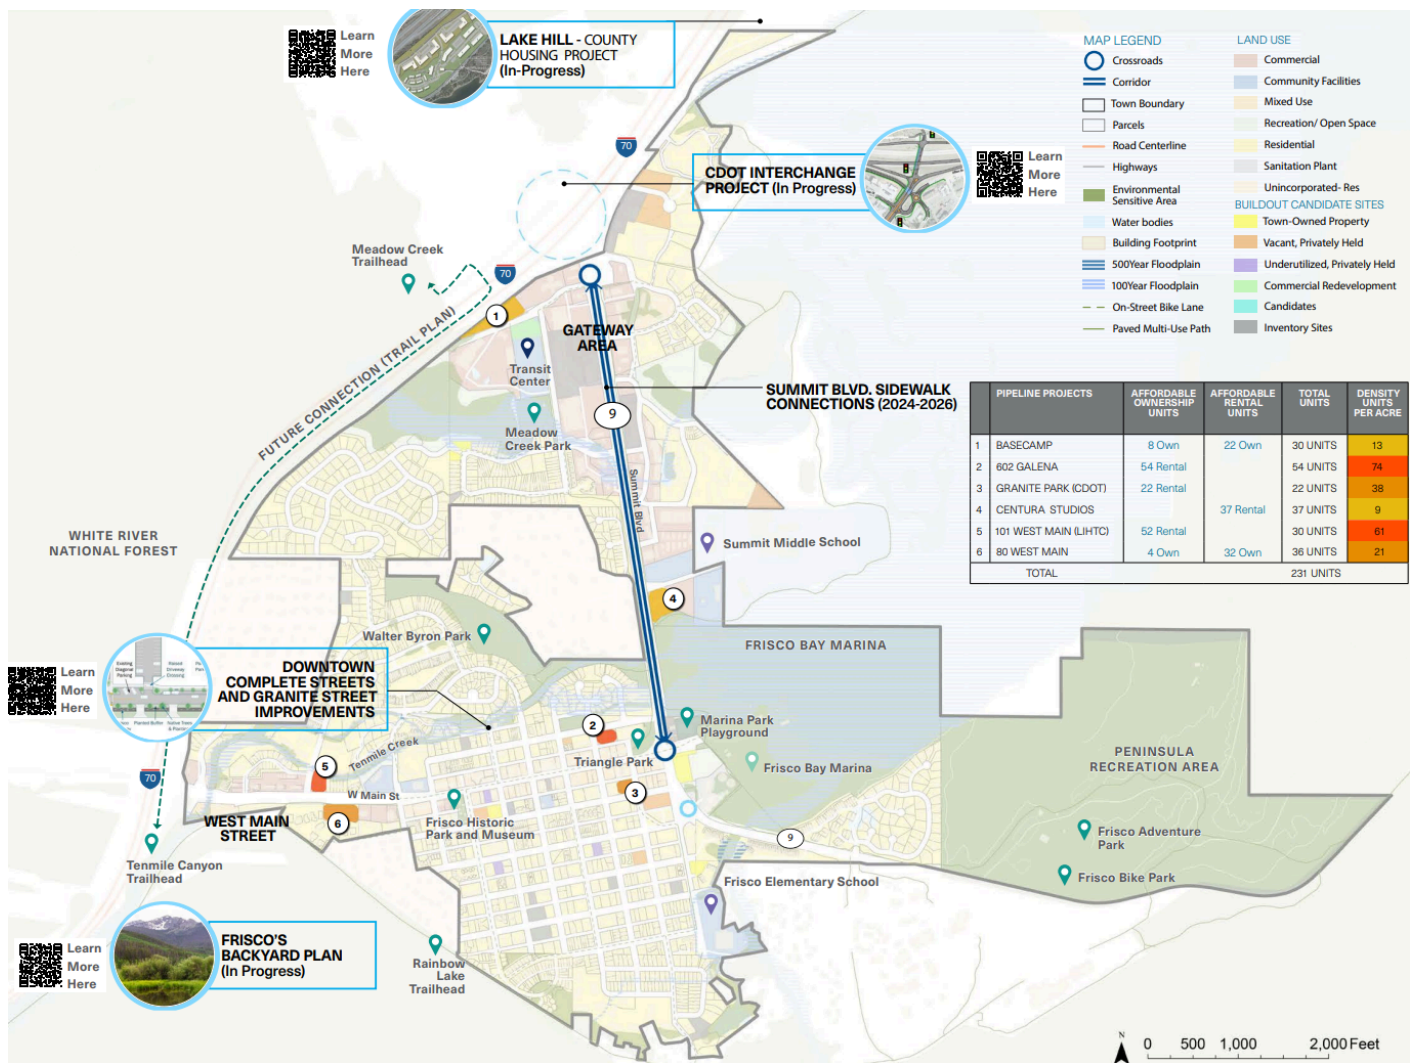 Learn
More
Here
LAKE HILL - COUNTY
HOUSING PROJECT
(In-Progress)
70
CDOT INTERCHANGE
PROJECT (In Progress)
Learn
More
Here
MAP LEGEND
Crossroads
Corridor
Town Boundary
Parcels
Road Centerline
Highways
Environmental
Sensitive Area
Water bodies
Building Footprint
500Year Floodplain
100Year Floodplain
On-Street Bike Lane
Paved Multi-Use Path
LAND USE
Commercial
Community Facilities
Mixed Use
Recreation/ Open Space
Residential
Sanitation Plant
Unincorporated- Res
BUILDOUT CANDIDATE SITES
Town-Owned Property
Vacant, Privately Held
Underutilized, Privately Held
Commercial Redevelopment
Candidates
Inventory Sites
Meadow Creek
Trailhead
70
1
GATEWAY
AREA
Transit
Center
FUTURE CONNECTION (TRAIL PLAN)
Meadow
Creek Park
9
SUMMIT BLVD. SIDEWALK
CONNECTIONS (2024-2026)
Summit Blvd
PIPELINE PROJECTS AFFORDABLE OWNERSHIP UNITS AFFORDABLE RENTAL UNITS TOTAL UNITS DENSITY UNITS PER ACRE
1 BASECAMP 8 Own 22 Own 30 UNITS 13
2 602 GALENA 54 Rental 54 UNITS 74
3 GRANITE PARK (CDOT) 22 Rental 22 UNITS 38
4 CENTURA STUDIOS 37 Rental 37 UNITS 9
5 101 WEST MAIN (LIHTC) 52 Rental 30 UNITS 61
6 80 WEST MAIN 4 Own 32 Own 36 UNITS 21
TOTAL 231 UNITS
WHITE RIVER
NATIONAL FOREST
Summit Middle School
4
Walter Byron Park
FRISCO BAY MARINA
Learn
More
Here
Existing
Diagonal
Parking
Raised
Driveway
Crossing
Planted Buffer
DOWNTOWN
COMPLETE STREETS
AND GRANITE STREET
IMPROVEMENTS
2
Marina Park
Playground
Tenmile Creek
Triangle Park
Frisco Bay Marina
PENINSULA
RECREATION AREA
70
5
W Main St
3
WEST MAIN
STREET
6
Frisco Historic
Park and Museum
9
Frisco Adventure
Park
Tenmile Canyon
Trailhead
Frisco Elementary School
Frisco Bike Park
Learn
More
Here
FRISCO'S
BACKYARD PLAN
(In Progress)
Rainbow
Lake
Trailhead
N
0 500 1,000 2,000 Feet